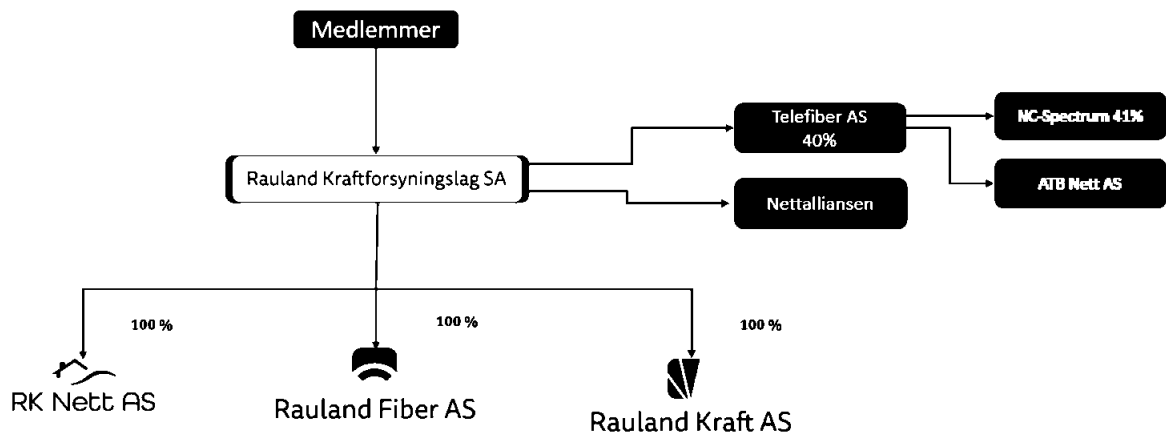 Medlemmer
Telefiber AS
40%
NC-Spectrum 41%
Rauland Kraftforsyningslag SA
ATB Nett AS
Nettalliansen
100 %
100 %
100 %
RK Nett AS
Rauland Fiber AS
Rauland Kraft AS